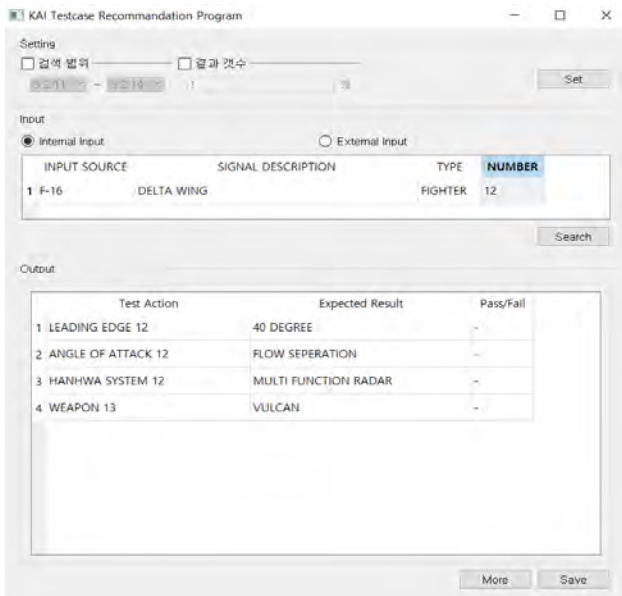 KAI Testcase Recommandation Program
Setting
검색 범위 결과 갯수
~ 1 개
Set
Input
Internal Input External Input
INPUT SOURCE SIGNAL DESCRIPTION TYPE NUMBER
1 F-16 DELTA WING FIGHTER 12
Search
Output
Test Action Expected Result Pass/Fail
1 LEADING EDGE 12 40 DEGREE -
2 ANGLE OF ATTACK 12 FLOW SEPERATION -
3 HANHWA SYSTEM 12 MULTI FUNCTION RADAR -
4 WEAPON 13 VULCAN -
More Save